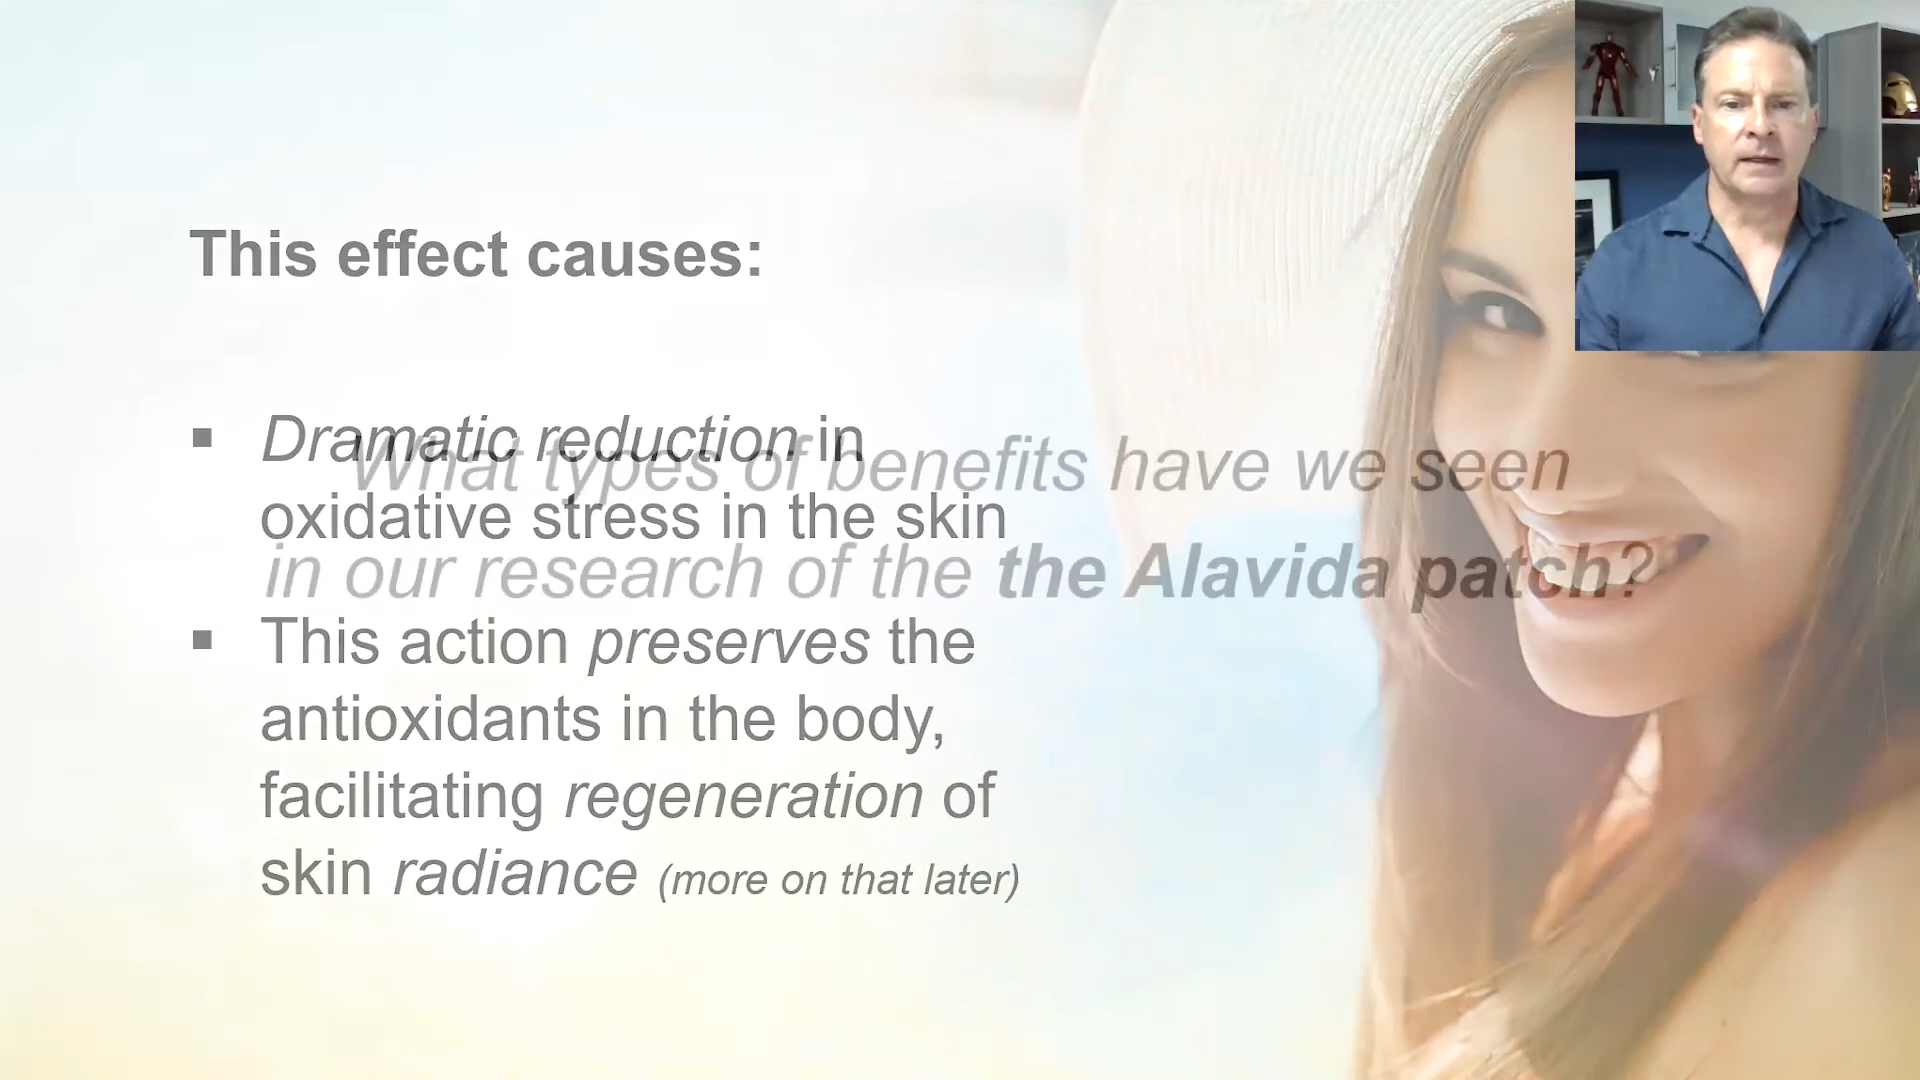 This effect causes:
▪ Dramatic reduction in
oxidative stress in the skin
▪ This action preserves the
antioxidants in the body,
facilitating regeneration of
skin radiance (more on that later)
What types of benefits have we seen
in our research of the the Alavida patch?